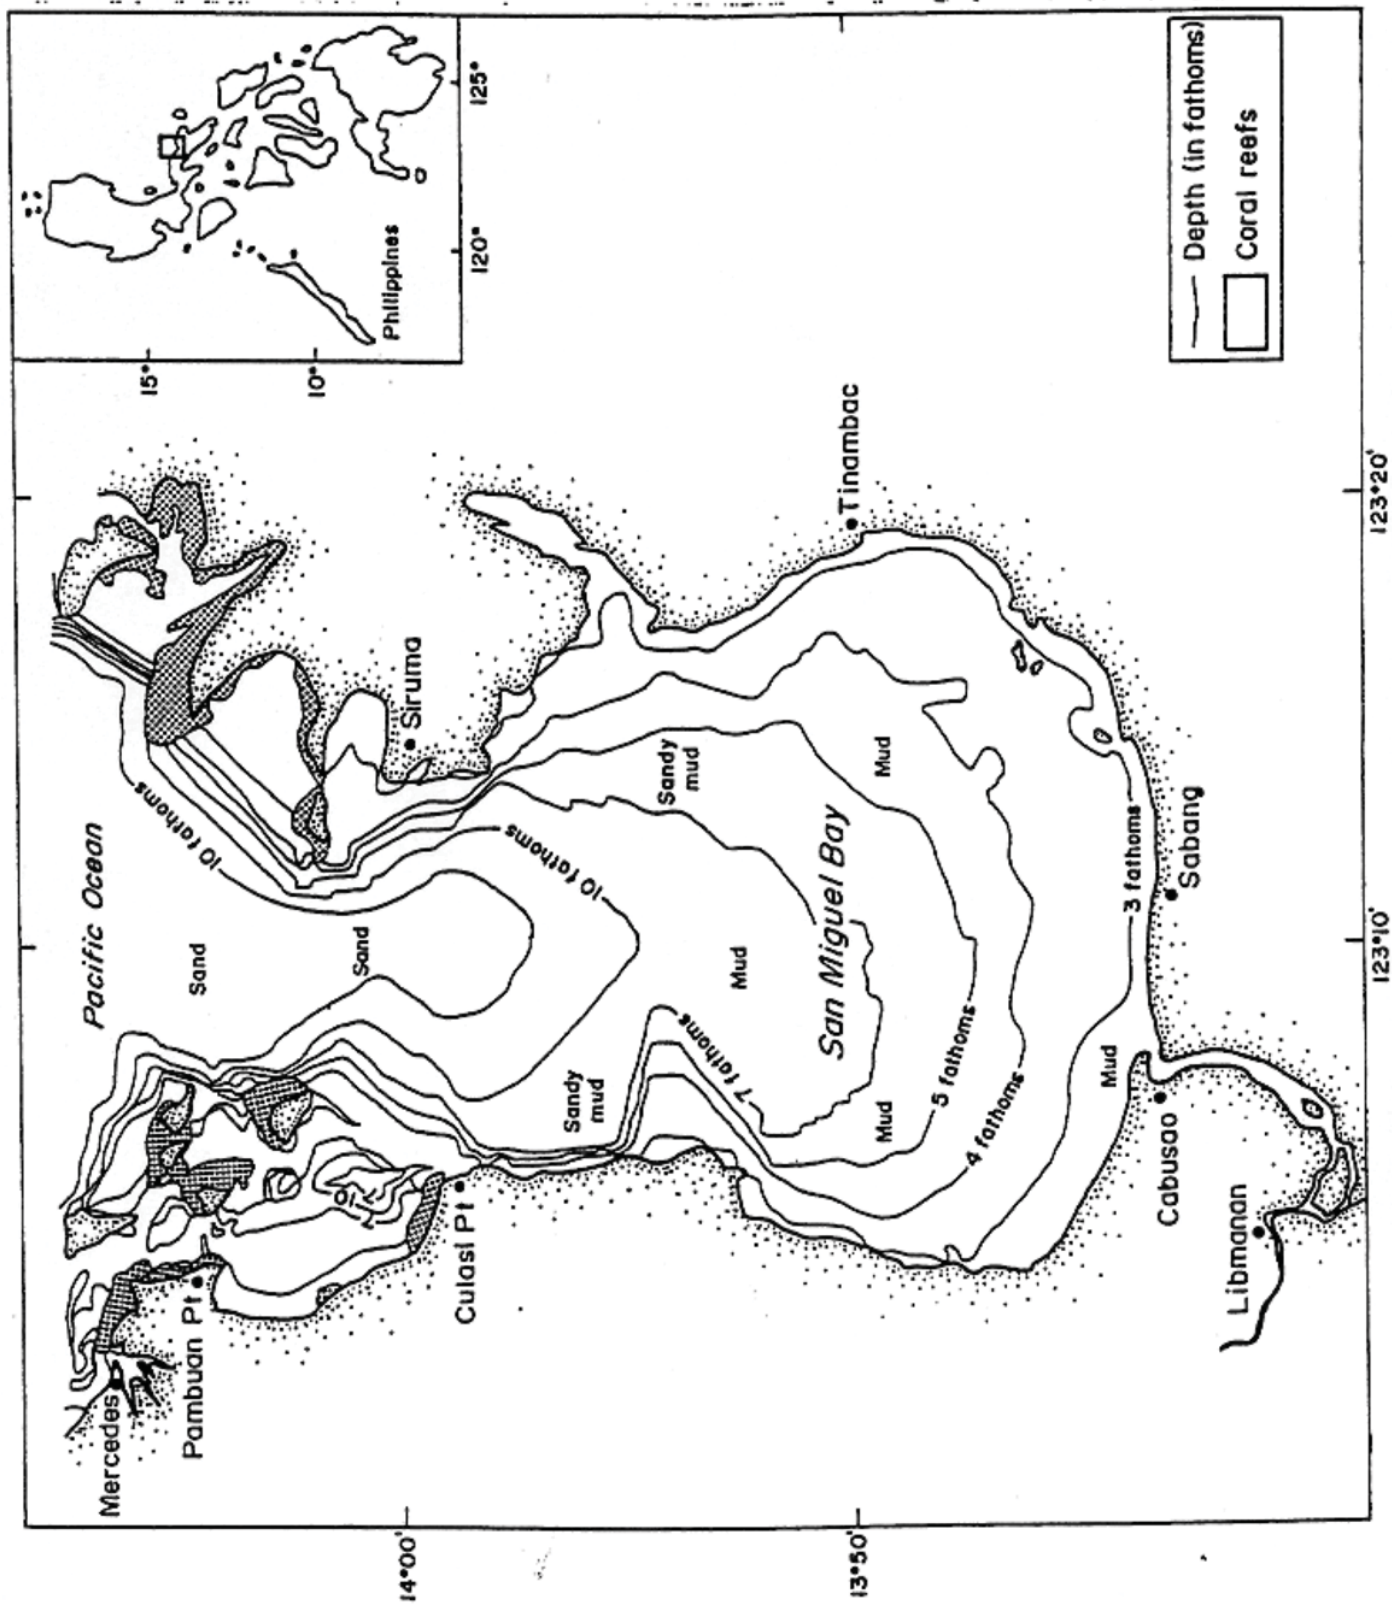 Pacific Ocean
Mercedes
Pambuan Pt
Culasi Pt
Siruma
Tinambac
Sabang
Cabusao
Libmanan
San Miguel Bay
10 fathoms
10 fathoms
7 fathoms
5 fathoms
4 fathoms
3 fathoms
10
Sand
Sand
Sandy
mud
Sandy
mud
Mud
Mud
Mud
Mud
14°00'
13°50'
123°10'
123°20'
Philippines
15°
10°
120°
125°
Depth (in fathoms)
Coral reefs